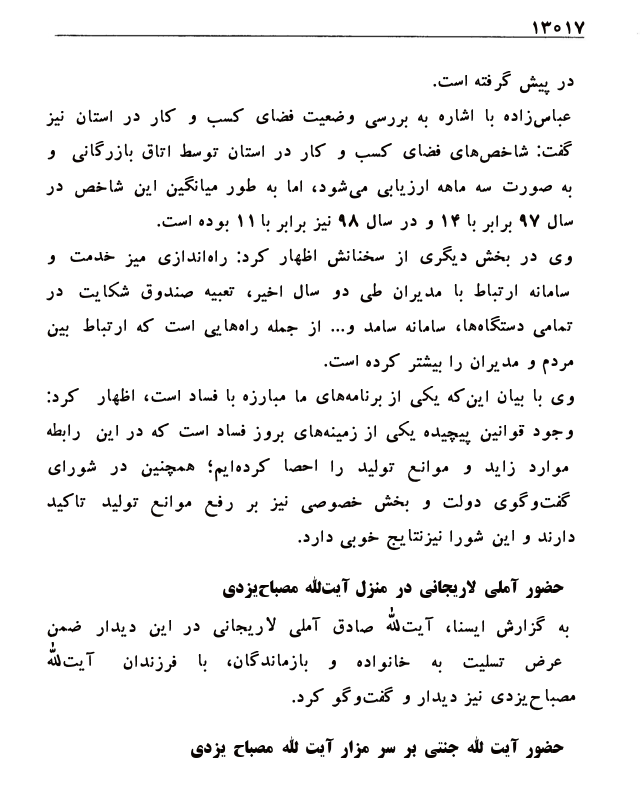 ۱۳۰۱۷
در پیش گرفته است.
عباس‌زاده با اشاره به بررسی وضعیت فضای کسب و کار در استان نیز
گفت: شاخص‌های فضای کسب و کار در استان توسط اتاق بازرگانی و
به صورت سه ماهه ارزیابی می‌شود، اما به طور میانگین این شاخص در
سال ۹۷ برابر با ۱۴ و در سال ۹۸ نیز برابر با ۱۱ بوده است.
وی در بخش دیگری از سخنانش اظهار کرد: راه‌اندازی میز خدمت و
سامانه ارتباط با مدیران طی دو سال اخیر، تعبیه صندوق شکایت در
تمامی دستگاه‌ها، سامانه سامد و... از جمله راه‌هایی است که ارتباط بین
مردم و مدیران را بیشتر کرده است.
وی با بیان این‌که یکی از برنامه‌های ما مبارزه با فساد است، اظهار کرد:
وجود قوانین پیچیده یکی از زمینه‌های بروز فساد است که در این رابطه
موارد زاید و موانع تولید را احصا کرده‌ایم؛ همچنین در شورای
گفت‌وگوی دولت و بخش خصوصی نیز بر رفع موانع تولید تاکید
دارند و این شورا نیزنتایج خوبی دارد.
حضور آملی لاریجانی در منزل آیت‌لله مصباح‌یزدی
به گزارش ایسنا، آیت‌الله صادق آملی لاریجانی در این دیدار ضمن
عرض تسلیت به خانواده و بازماندگان، با فرزندان آیت‌الله
مصباح‌یزدی نیز دیدار و گفت‌وگو کرد.
حضور آیت لله جنتی بر سر مزار آیت لله مصباح یزدی